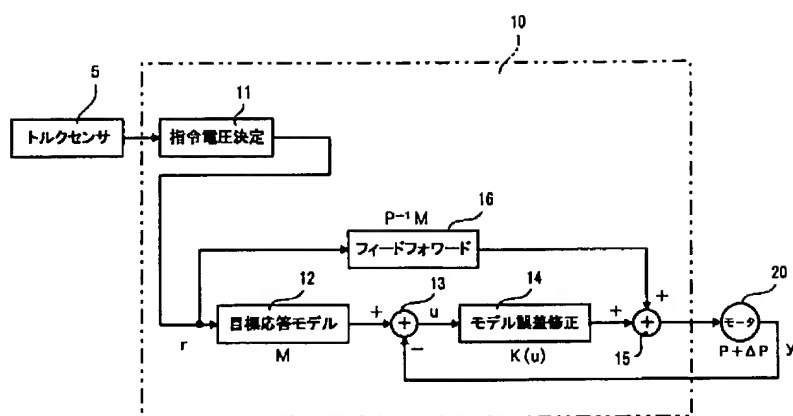 10
5
11
トルクセンサ
指令電圧決定
P⁻¹M
16
フィードフォワード
12
13
14
20
目標応答モデル
+
+
u
モデル誤差修正
+
+
+
モータ
r
M
−
K(u)
15
P+ΔP
y